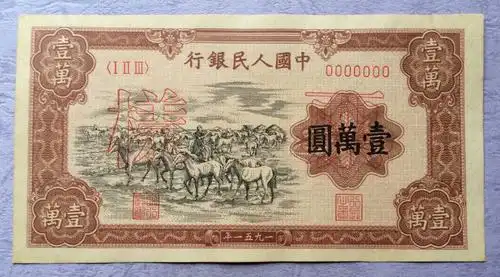 壹萬
中國人民銀行
壹萬
〈I II III〉
0000000
樣
壹萬圓
壹萬
一九五一年
壹萬